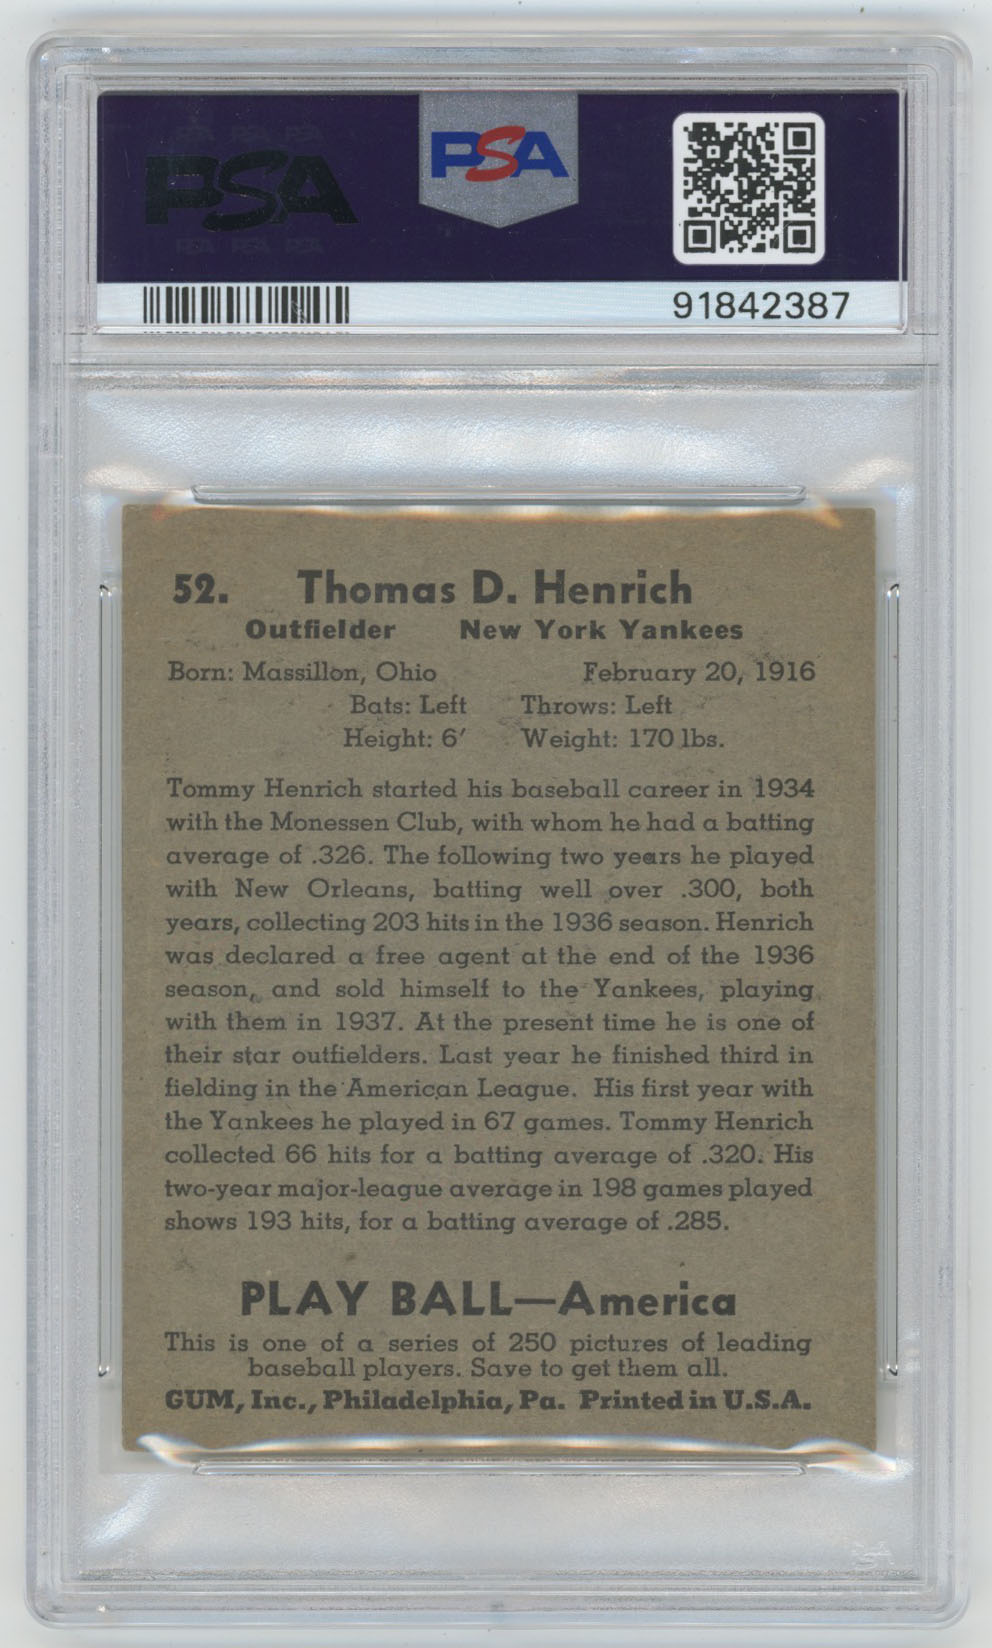 PSA PSA PSA
PSA
PSA
PSA PSA PSA
91842387
52. Thomas D. Henrich
Outfielder New York Yankees
Born: Massillon, Ohio February 20, 1916
Bats: Left Throws: Left
Height: 6′ Weight: 170 lbs.
Tommy Henrich started his baseball career in 1934
with the Monessen Club, with whom he had a batting
average of .326. The following two years he played
with New Orleans, batting well over .300, both
years, collecting 203 hits in the 1936 season. Henrich
was declared a free agent at the end of the 1936
season, and sold himself to the Yankees, playing
with them in 1937. At the present time he is one of
their star outfielders. Last year he finished third in
fielding in the American League. His first year with
the Yankees he played in 67 games. Tommy Henrich
collected 66 hits for a batting average of .320. His
two-year major-league average in 198 games played
shows 193 hits, for a batting average of .285.
PLAY BALL—America
This is one of a series of 250 pictures of leading
baseball players. Save to get them all.
GUM, Inc., Philadelphia, Pa. Printed in U.S.A.